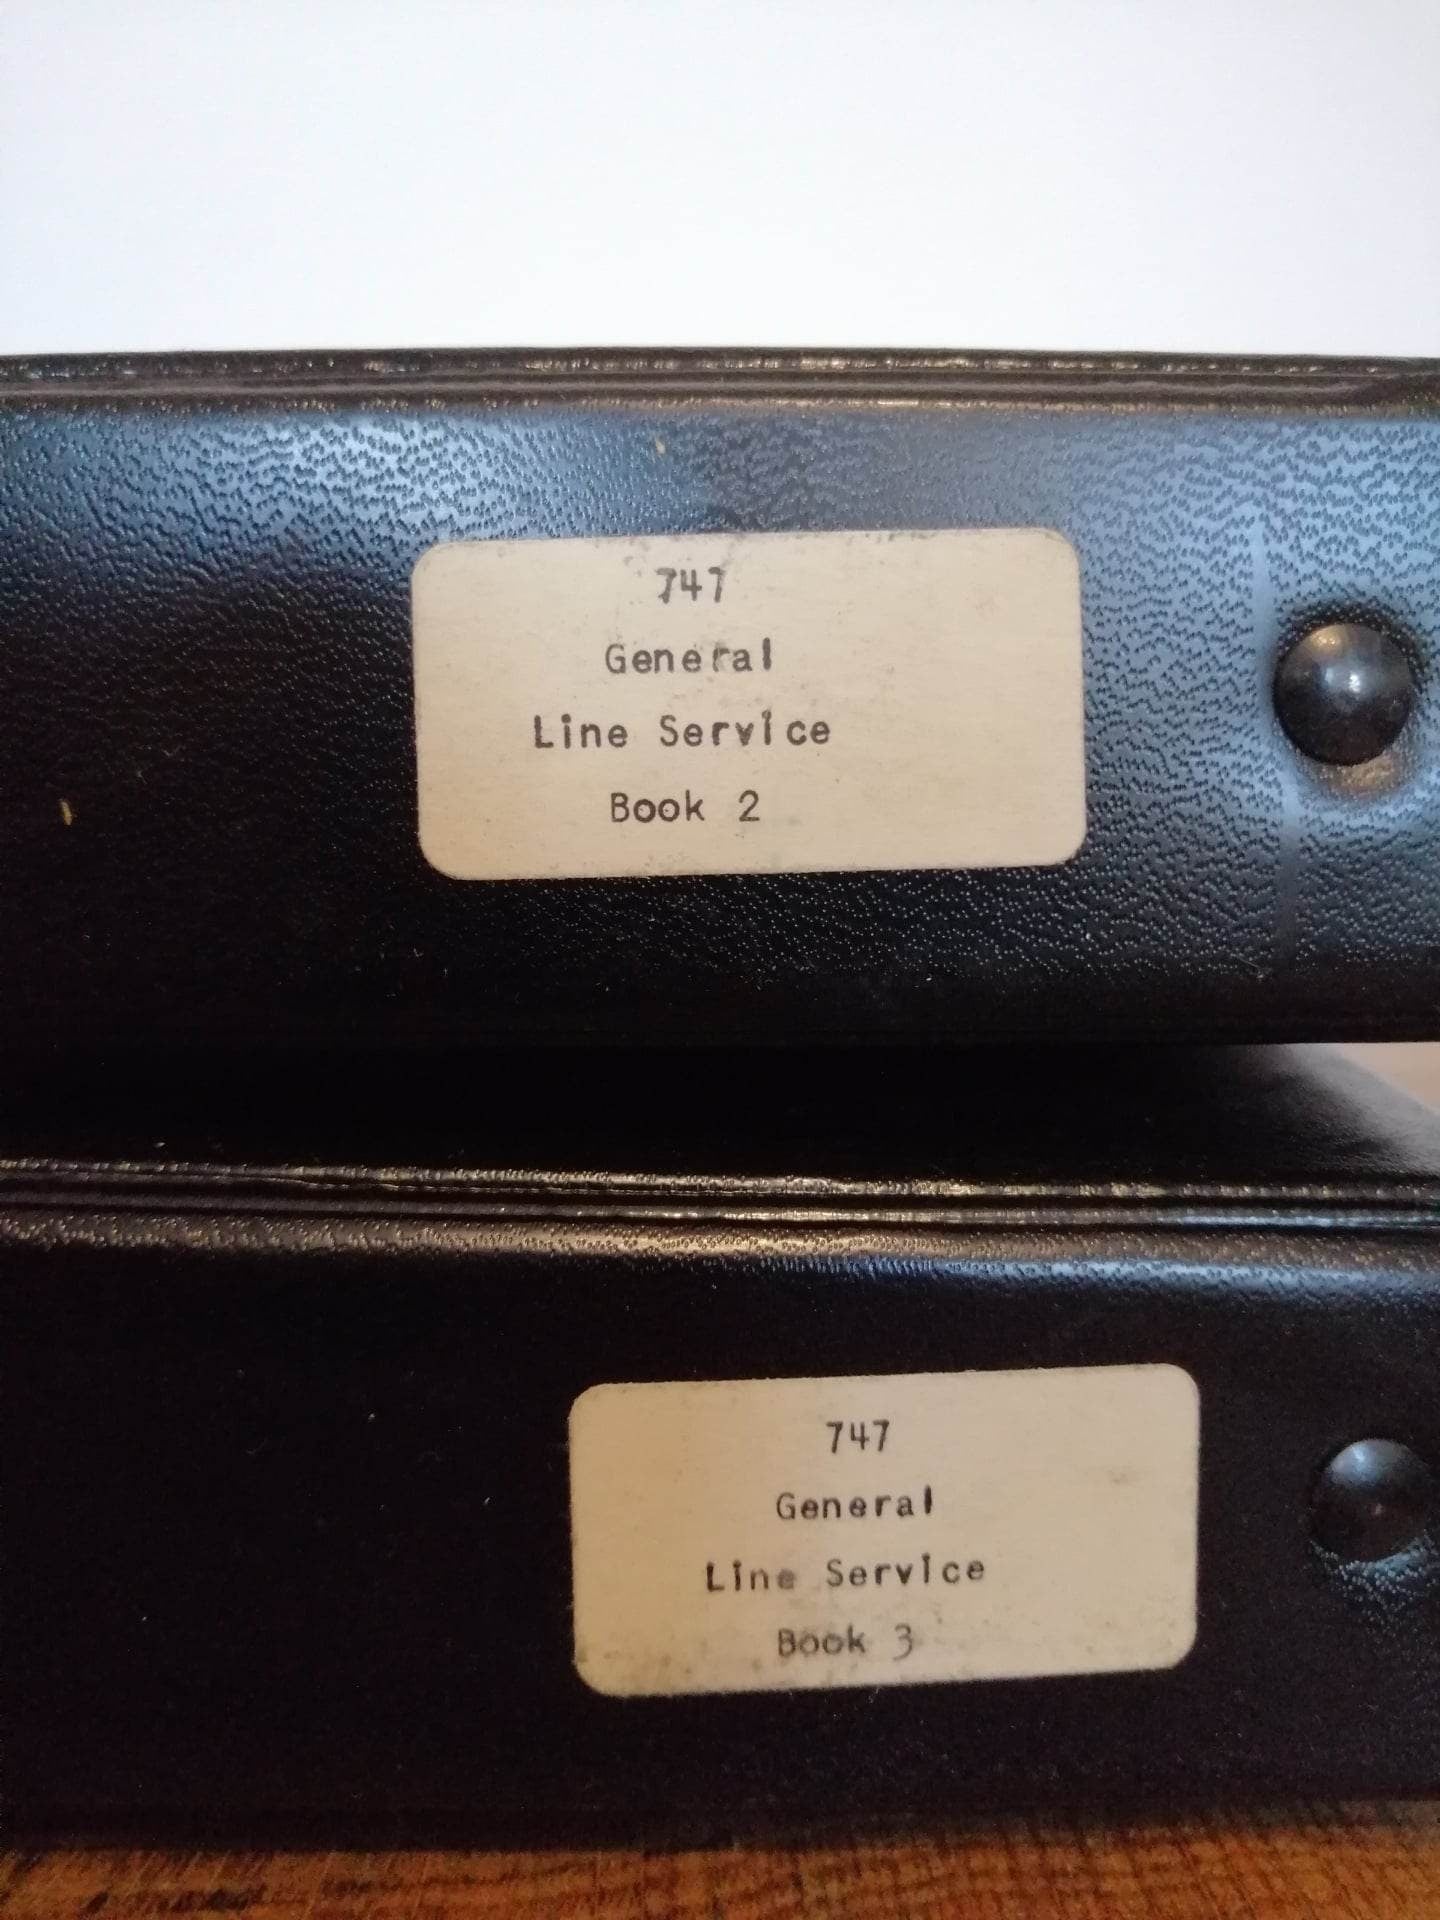 747
General
Line Service
Book 2
747
General
Line Service
Book 3